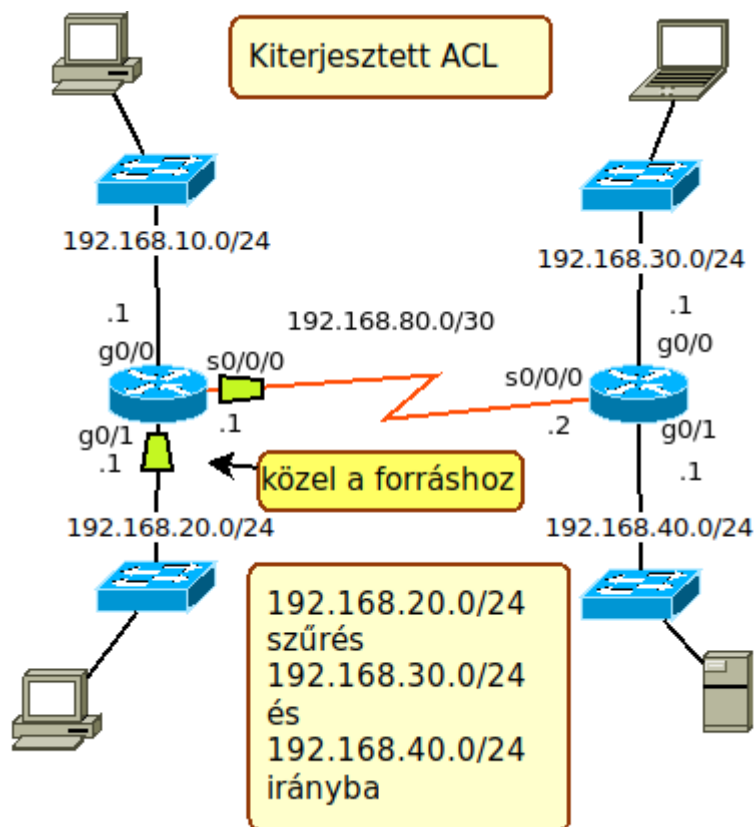 Kiterjesztett ACL
192.168.10.0/24
192.168.30.0/24
.1
g0/0
192.168.80.0/30
.1
g0/0
s0/0/0
s0/0/0
.1
.2
g0/1
.1
g0/1
.1
közel a forráshoz
192.168.20.0/24
192.168.40.0/24
192.168.20.0/24
szűrés
192.168.30.0/24
és
192.168.40.0/24
irányba